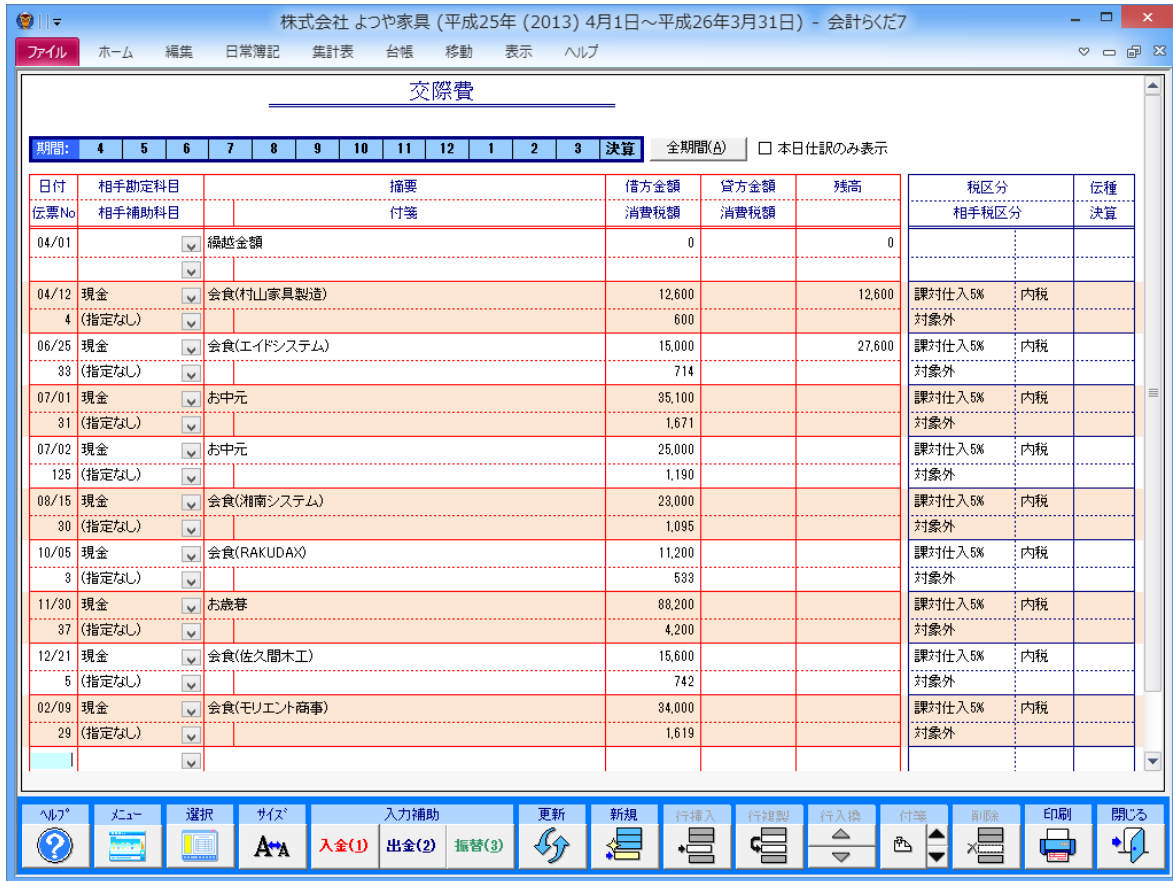 株式会社 よつや家具 (平成25年 (2013) 4月1日～平成26年3月31日) - 会計らくだ7
ファイル ホーム 編集 日常簿記 集計表 台帳 移動 表示 ヘルプ
交際費
期間: 4 5 6 7 8 9 10 11 12 1 2 3 決算 全期間(A) 本日仕訳のみ表示
日付 相手勘定科目 摘要 借方金額 貸方金額 残高 税区分 伝種
伝票No 相手補助科目 付箋 消費税額 消費税額 相手税区分 決算
04/01 繰越金額 0 0
04/12 現金 会食(村山家具製造) 12,600 12,600 課対仕入5% 内税
4 (指定なし) 600 対象外
06/25 現金 会食(エイドシステム) 15,000 27,600 課対仕入5% 内税
33 (指定なし) 714 対象外
07/01 現金 お中元 35,100 課対仕入5% 内税
31 (指定なし) 1,671 対象外
07/02 現金 お中元 25,000 課対仕入5% 内税
125 (指定なし) 1,190 対象外
08/15 現金 会食(湘南システム) 23,000 課対仕入5% 内税
30 (指定なし) 1,095 対象外
10/05 現金 会食(RAKUDAX) 11,200 課対仕入5% 内税
3 (指定なし) 533 対象外
11/30 現金 お歳暮 88,200 課対仕入5% 内税
37 (指定なし) 4,200 対象外
12/21 現金 会食(佐久間木工) 15,600 課対仕入5% 内税
5 (指定なし) 742 対象外
02/09 現金 会食(モリエント商事) 34,000 課対仕入5% 内税
29 (指定なし) 1,619 対象外
ヘルプ メニュー 選択 サイズ 入力補助 更新 新規 行挿入 行複製 行入換 付箋 削除 印刷 閉じる
A↔A 入金(1) 出金(2) 振替(3)